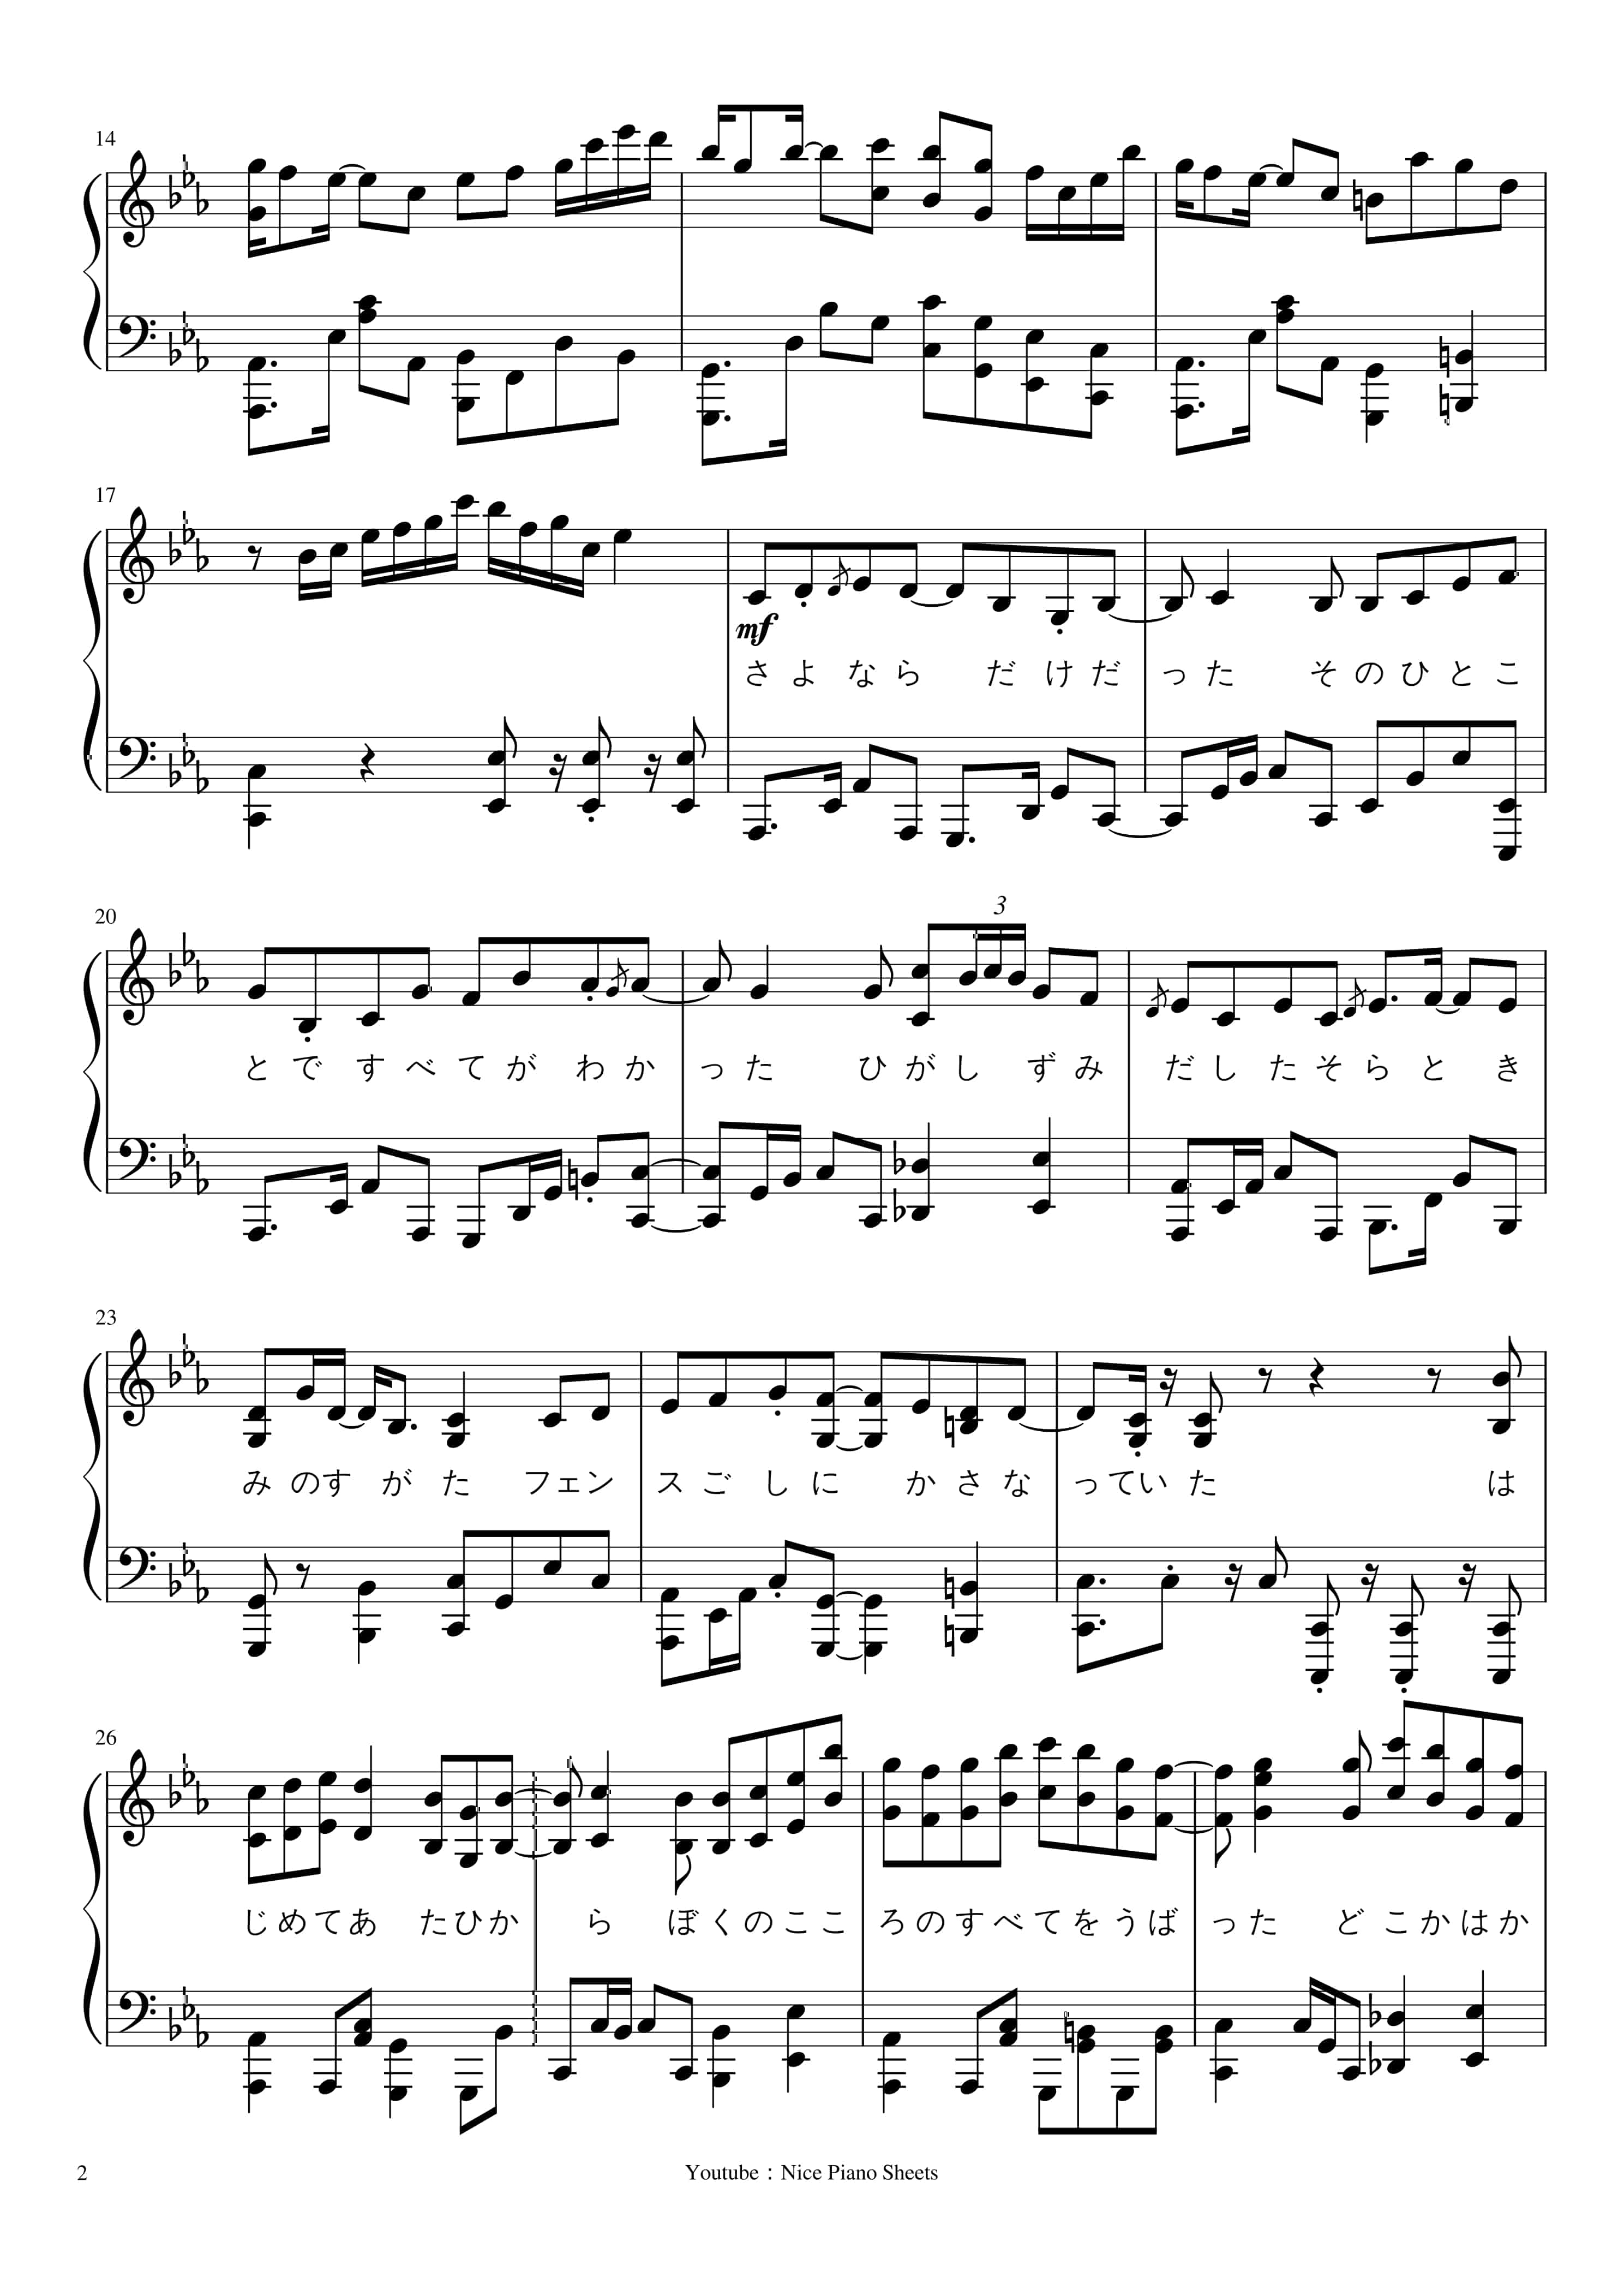 14
17
mf
さよなら だけだ った そのひとこ
20
3
とで すべてが わか った ひがし ずみ だしたそらと き
23
みのす がた フェン スご しに かさな っていた は
26
じめてあ たひか ら ぼくのここ ろのすべてをうば った どこかはか
2 Youtube：Nice Piano Sheets